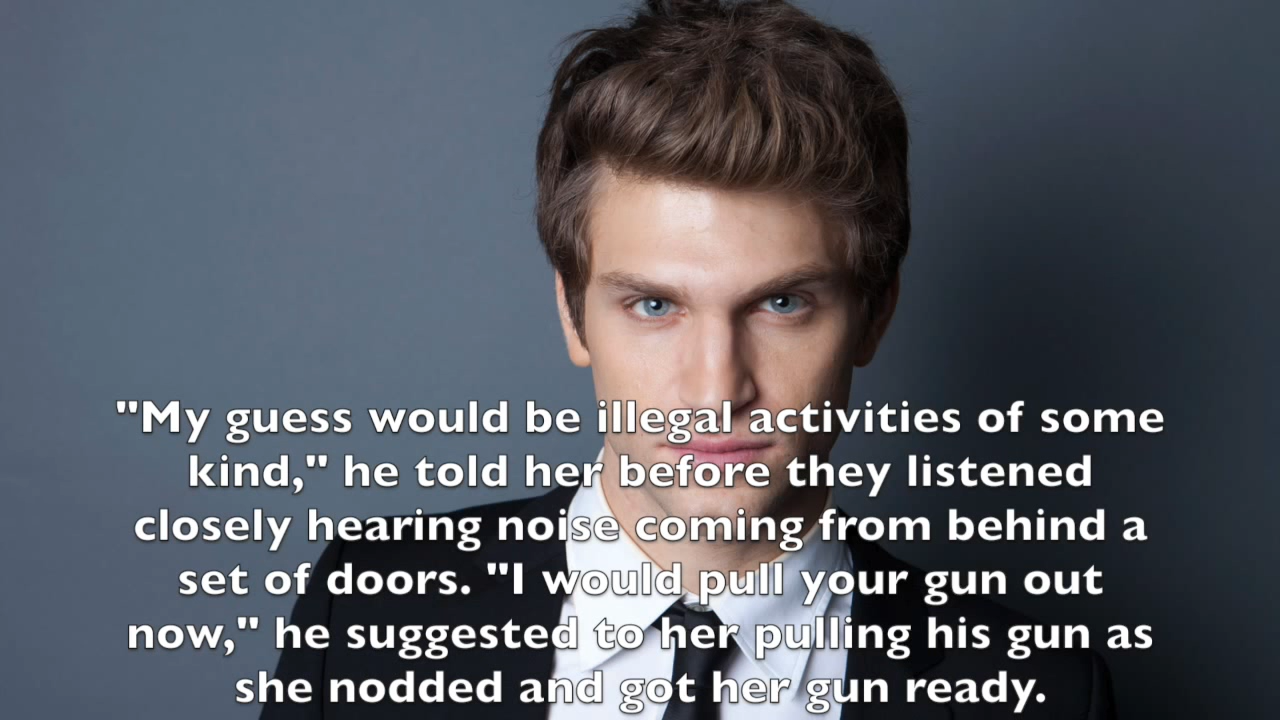 "My guess would be illegal activities of some
kind," he told her before they listened
closely hearing noise coming from behind a
set of doors. "I would pull your gun out
now," he suggested to her pulling his gun as
she nodded and got her gun ready.